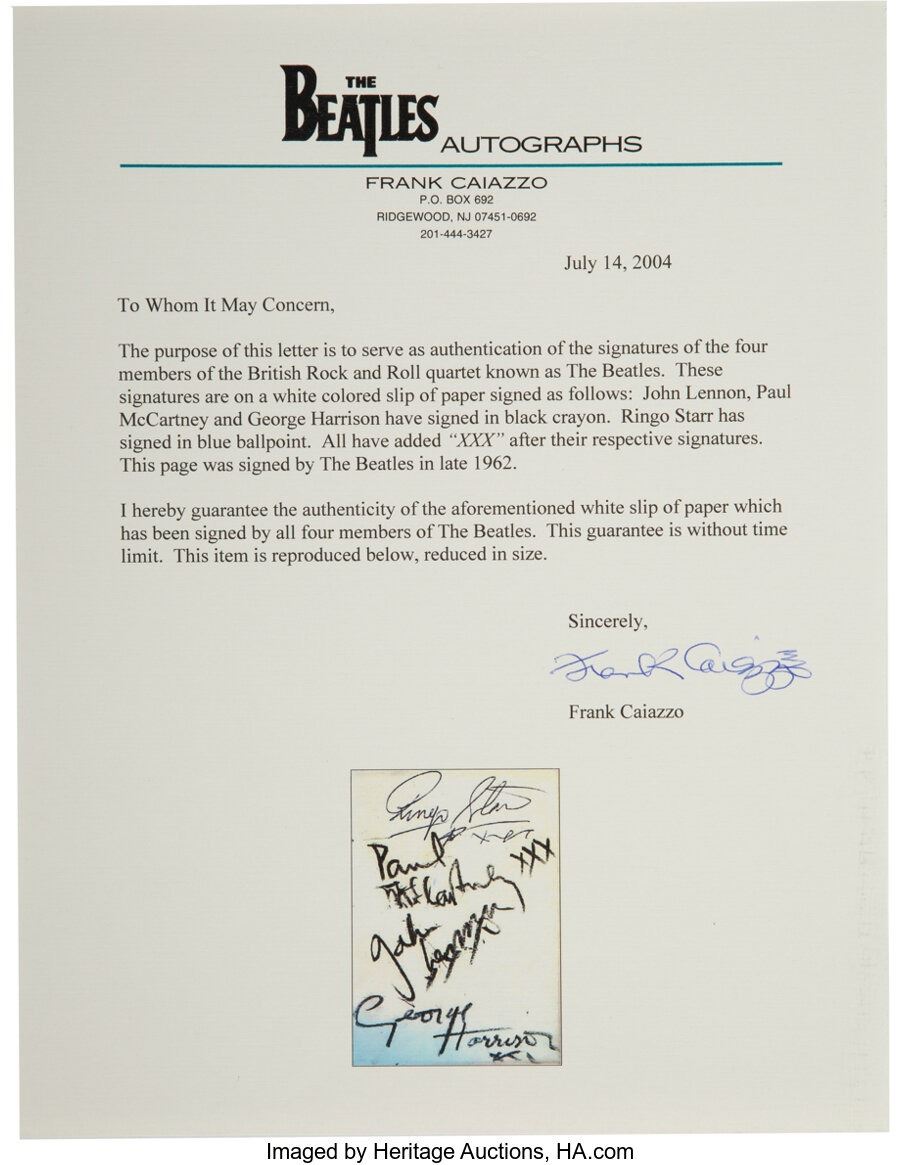 THE
BEATLES AUTOGRAPHS
FRANK CAIAZZO
P.O. BOX 692
RIDGEWOOD, NJ 07451-0692
201-444-3427
July 14, 2004
To Whom It May Concern,
The purpose of this letter is to serve as authentication of the signatures of the four
members of the British Rock and Roll quartet known as The Beatles.  These
signatures are on a white colored slip of paper signed as follows:  John Lennon, Paul
McCartney and George Harrison have signed in black crayon.  Ringo Starr has
signed in blue ballpoint.  All have added “XXX” after their respective signatures.
This page was signed by The Beatles in late 1962.
I hereby guarantee the authenticity of the aforementioned white slip of paper which
has been signed by all four members of The Beatles.  This guarantee is without time
limit.  This item is reproduced below, reduced in size.
Sincerely,
Frank Caiazzo
Frank Caiazzo
Ringo Starr
Paul
McCartney XXX
John Lennon
George
Harrison
Imaged by Heritage Auctions, HA.com